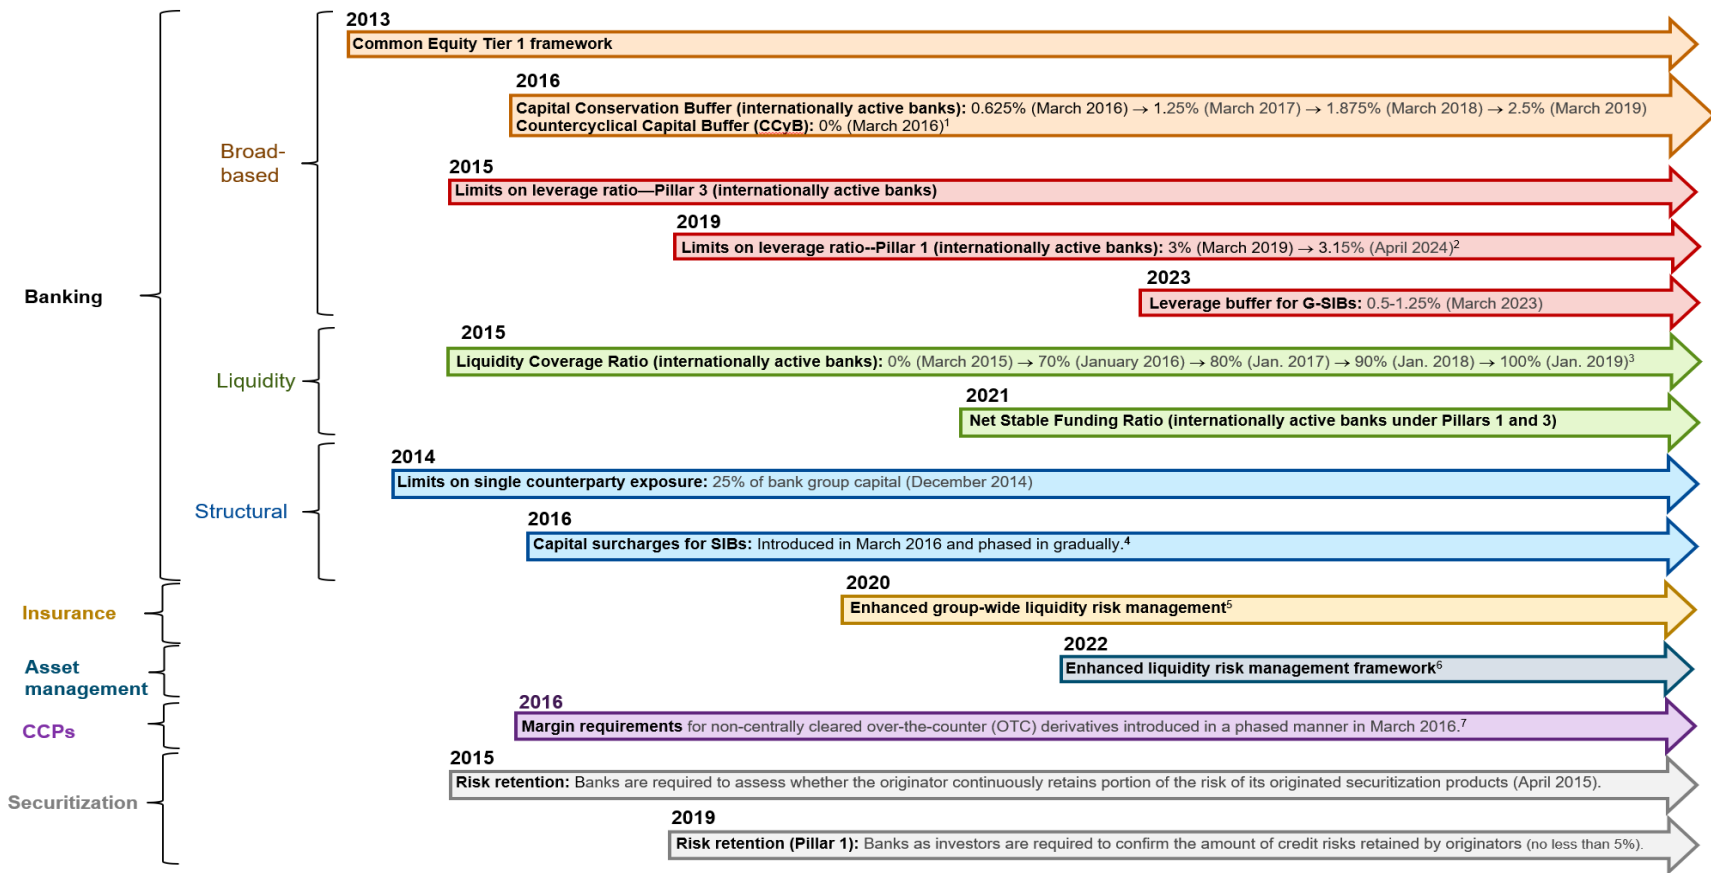 2013
Common Equity Tier 1 framework
2016
Capital Conservation Buffer (internationally active banks): 0.625% (March 2016) → 1.25% (March 2017) → 1.875% (March 2018) → 2.5% (March 2019)
Countercyclical Capital Buffer (CCyB): 0% (March 2016)¹
Broad-
based
2015
Limits on leverage ratio—Pillar 3 (internationally active banks)
2019
Limits on leverage ratio--Pillar 1 (internationally active banks): 3% (March 2019) → 3.15% (April 2024)²
2023
Leverage buffer for G-SIBs: 0.5-1.25% (March 2023)
Banking
2015
Liquidity Coverage Ratio (internationally active banks): 0% (March 2015) → 70% (January 2016) → 80% (Jan. 2017) → 90% (Jan. 2018) → 100% (Jan. 2019)³
Liquidity
2021
Net Stable Funding Ratio (internationally active banks under Pillars 1 and 3)
2014
Limits on single counterparty exposure: 25% of bank group capital (December 2014)
Structural
2016
Capital surcharges for SIBs: Introduced in March 2016 and phased in gradually.⁴
2020
Insurance
Enhanced group-wide liquidity risk management⁵
2022
Asset
management
Enhanced liquidity risk management framework⁶
2016
CCPs
Margin requirements for non-centrally cleared over-the-counter (OTC) derivatives introduced in a phased manner in March 2016.⁷
2015
Risk retention: Banks are required to assess whether the originator continuously retains portion of the risk of its originated securitization products (April 2015).
Securitization
2019
Risk retention (Pillar 1): Banks as investors are required to confirm the amount of credit risks retained by originators (no less than 5%).